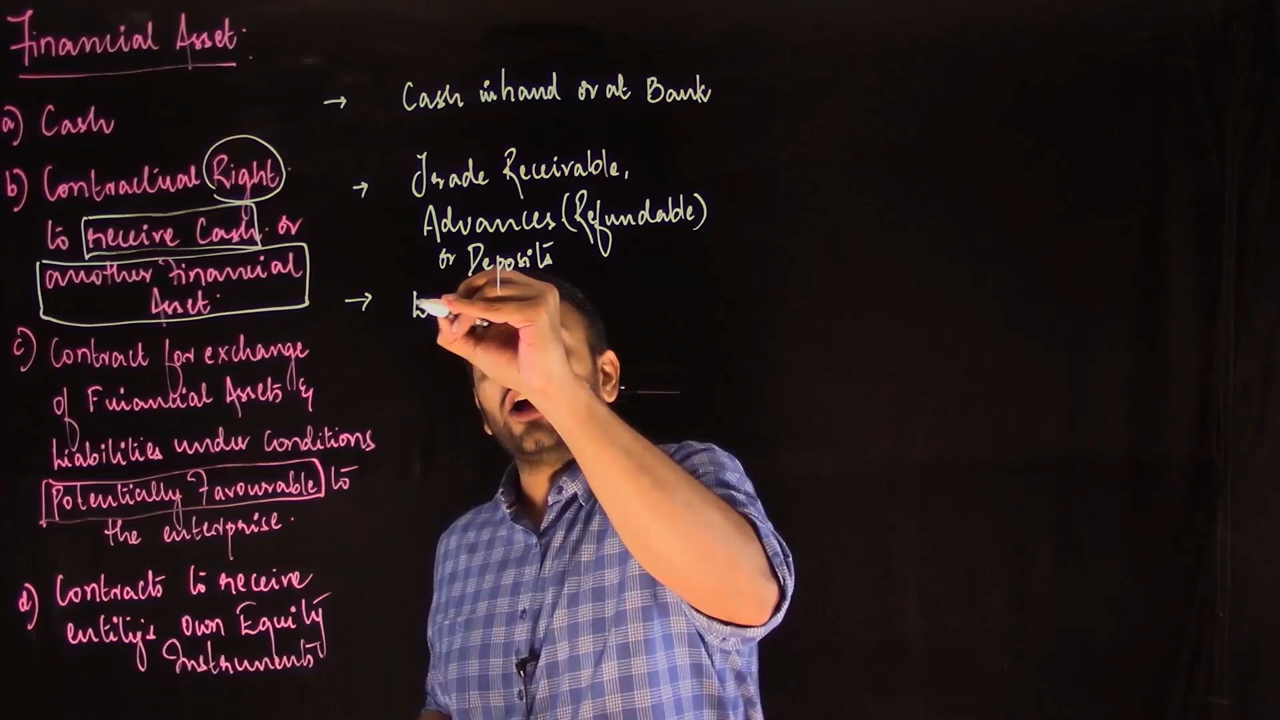 Financial Asset.
a) Cash
→ Cash in hand or at Bank
b) Contractual Right
to receive Cash or
another Financial
Asset.
→ Trade Receivable,
Advances (Refundable)
or Deposits
→
c) Contract for exchange
of Financial Assets &
Liabilities under conditions
Potentially Favourable to
the enterprise.
d) Contracts to receive
entity's own Equity
Instruments